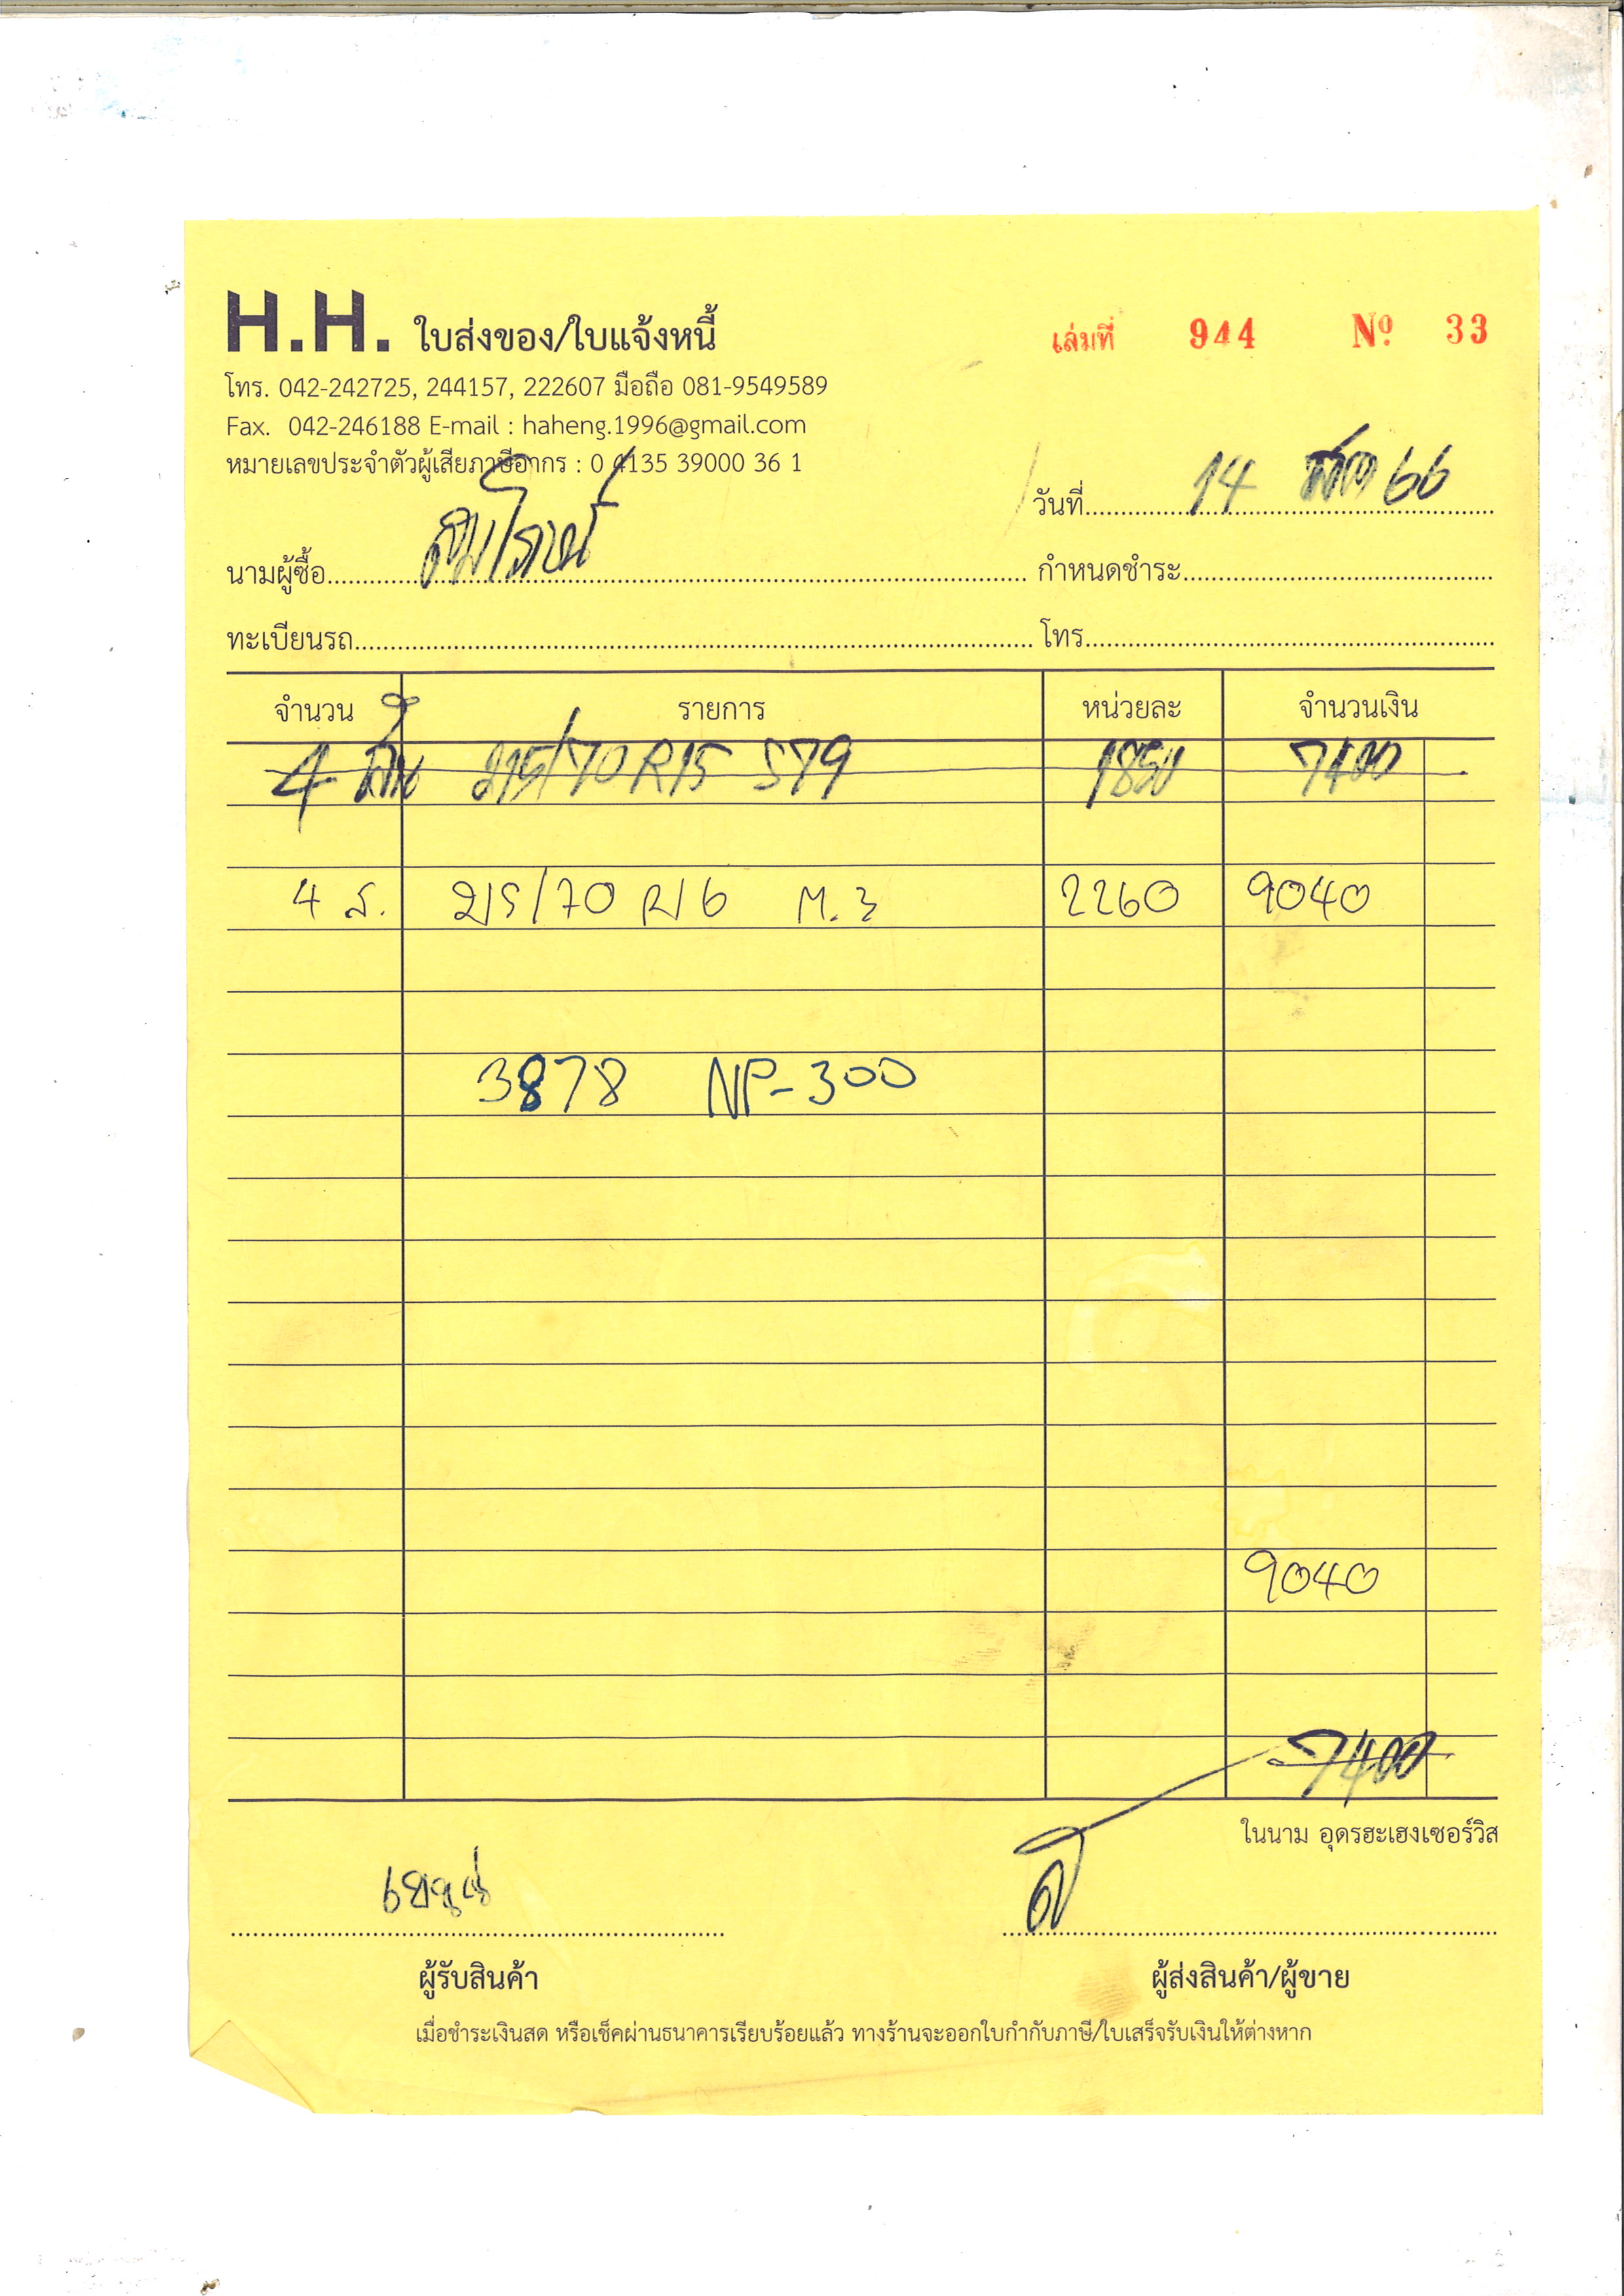 H.H. ใบส่งของ/ใบแจ้งหนี้ เล่มที่ 944 Nº 33
โทร. 042-242725, 244157, 222607 มือถือ 081-9549589
Fax. 042-246188 E-mail : haheng.1996@gmail.com
หมายเลขประจำตัวผู้เสียภาษีอากร : 0 4135 39000 36 1
วันที่ 14 66
นามผู้ซื้อ กำหนดชำระ
ทะเบียนรถ โทร.
จำนวน รายการ หน่วยละ จำนวนเงิน
4 เส้น 215/70 R15 S79 1850 7400
4 ส. 215/70 R16 M.3 2260 9040
3878 NP-300
9040
7400
ในนาม อุดรฮะเฮงเซอร์วิส
ผู้รับสินค้า ผู้ส่งสินค้า/ผู้ขาย
เมื่อชำระเงินสด หรือเช็คผ่านธนาคารเรียบร้อยแล้ว ทางร้านจะออกใบกำกับภาษี/ใบเสร็จรับเงินให้ต่างหาก